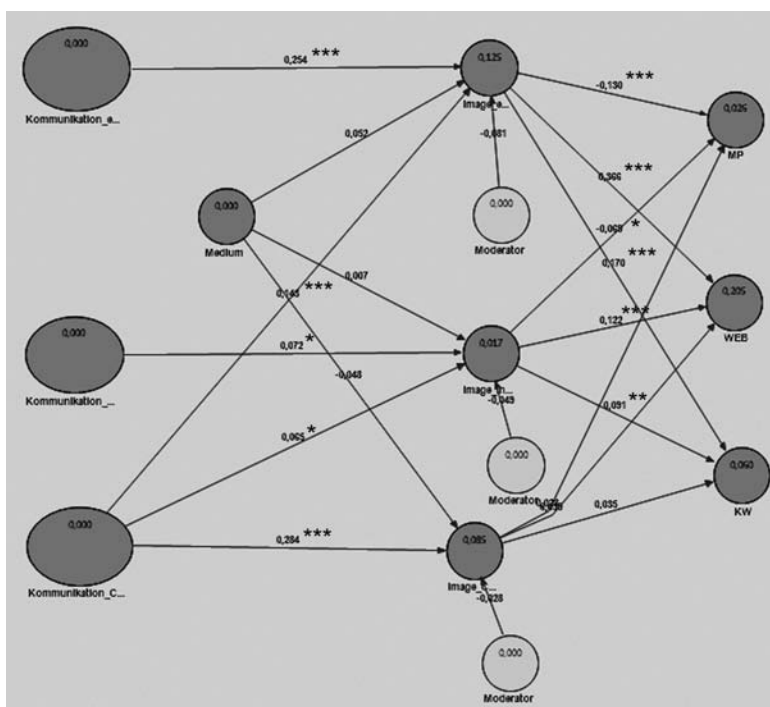 0,000
0,254 ***
0,125
-0,130 ***
Kommunikation_e...
Image_e...
0,026
MP
0,052
-0,081
0,366 ***
0,000
Medium
0,000
Moderator
-0,069 *
0,170 ***
0,007
0,143 ***
0,205
WEB
0,122 ***
0,000
0,072 *
0,017
Kommunikation_...
-0,048
-0,049
0,091 **
0,065 *
0,000
Moderator
0,060
KW
0,035
0,000
0,284 ***
0,085
Kommunikation_C...
-0,028
0,000
Moderator